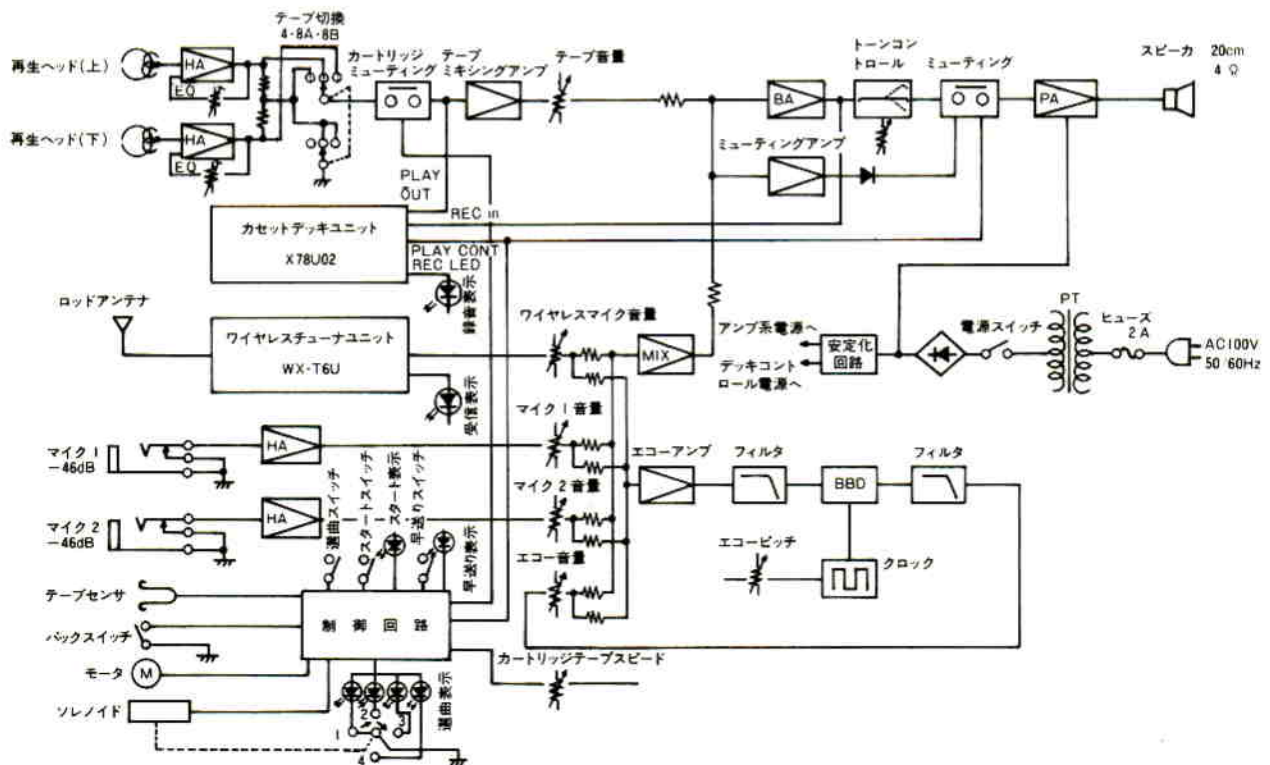 テープ切換
4・8A・8B
再生ヘッド(上)
HA
EQ
カートリッジ
ミューティング
テープ
ミキシングアンプ
テープ音量
BA
トーンコン
トロール
ミューティング
PA
スピーカ 20cm
4Ω
再生ヘッド(下)
HA
EQ
ミューティングアンプ
PLAY
OUT
REC in
カセットデッキユニット
X78U02
PLAY CONT
REC LED
録音表示
ロッドアンテナ
ワイヤレスチューナユニット
WX-T6U
受信表示
ワイヤレスマイク音量
MIX
アンプ系電源へ
デッキコント
ロール電源へ
安定化
回路
電源スイッチ
PT
ヒューズ
2A
AC100V
50/60Hz
マイク1
-46dB
HA
マイク1音量
エコーアンプ
フィルタ
BBD
フィルタ
マイク2
-46dB
HA
マイク2音量
選曲スイッチ
スタートスイッチ
スタート表示
早送りスイッチ
早送り表示
エコー音量
エコーピッチ
クロック
テープセンサ
制御回路
バックスイッチ
モータ
M
カートリッジテープスピード
ソレノイド
選曲表示
1
2
3
4